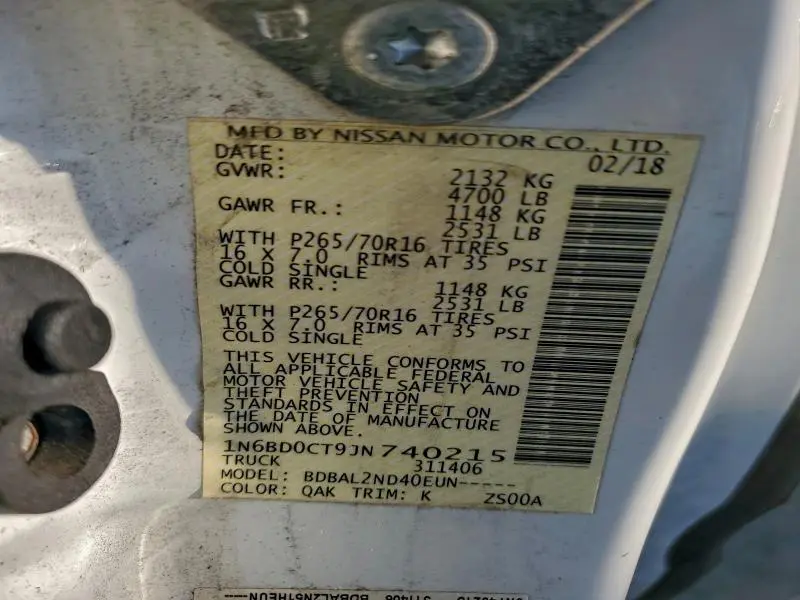 MFD BY NISSAN MOTOR CO., LTD.
DATE: 02/18
GVWR: 2132 KG
4700 LB
GAWR FR.: 1148 KG
2531 LB
WITH P265/70R16 TIRES
16 X 7.0 RIMS AT 35 PSI
COLD SINGLE
GAWR RR.: 1148 KG
2531 LB
WITH P265/70R16 TIRES
16 X 7.0 RIMS AT 35 PSI
COLD SINGLE
THIS VEHICLE CONFORMS TO
ALL APPLICABLE FEDERAL
MOTOR VEHICLE SAFETY AND
THEFT PREVENTION
STANDARDS IN EFFECT ON
THE DATE OF MANUFACTURE
SHOWN ABOVE.
1N6BD0CT9JN740215
TRUCK 311406
MODEL: BDBAL2ND40EUN-----
COLOR: QAK TRIM: K ZS00A